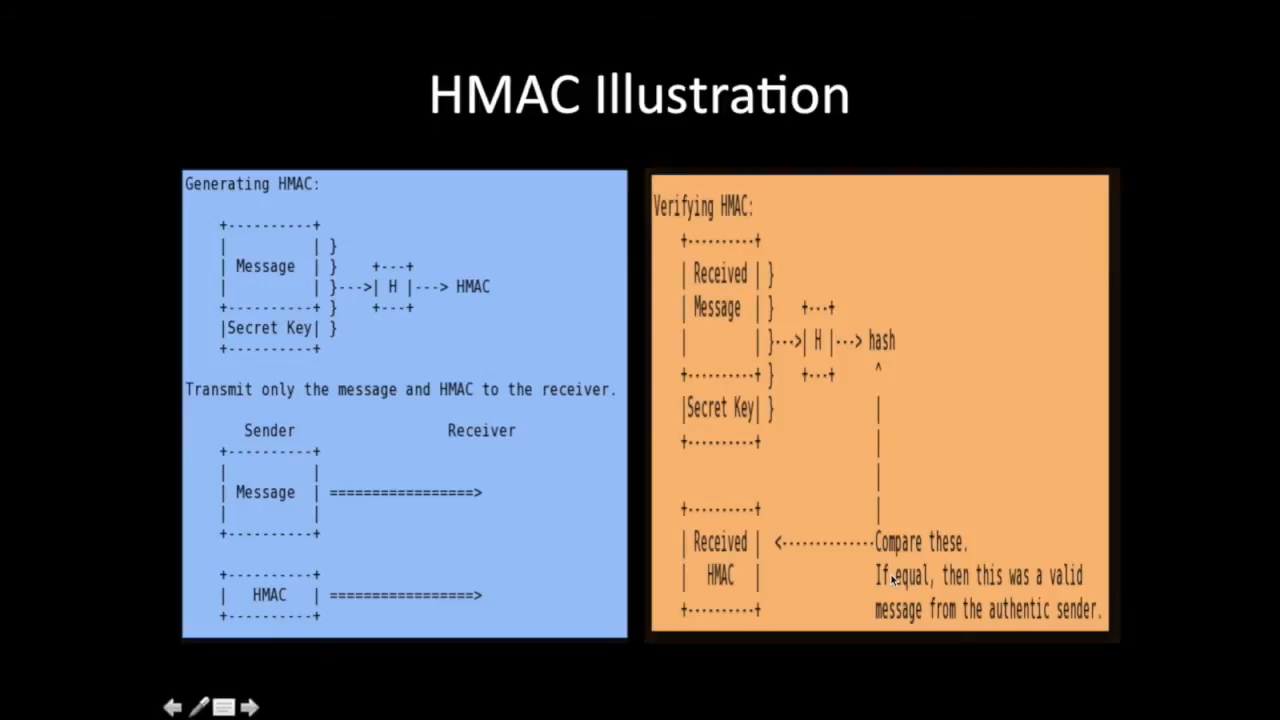 HMAC Illustration
Generating HMAC:
+----------+
|          | }
| Message  | }    +---+
|          | }--->| H |---> HMAC
+----------+ }    +---+
|Secret Key| }
+----------+
Transmit only the message and HMAC to the receiver.
Sender                     Receiver
+----------+
|          |
| Message  | =================>
|          |
+----------+
+----------+
|   HMAC   | =================>
+----------+
Verifying HMAC:
+----------+
| Received | }
| Message  | }   +---+
|          | }--->| H |---> hash
+----------+ }   +---+     ^
|Secret Key| }             |
+----------+               |
|
+----------+               |
| Received |  <-------------Compare these.
|   HMAC   |               If equal, then this was a valid
+----------+               message from the authentic sender.